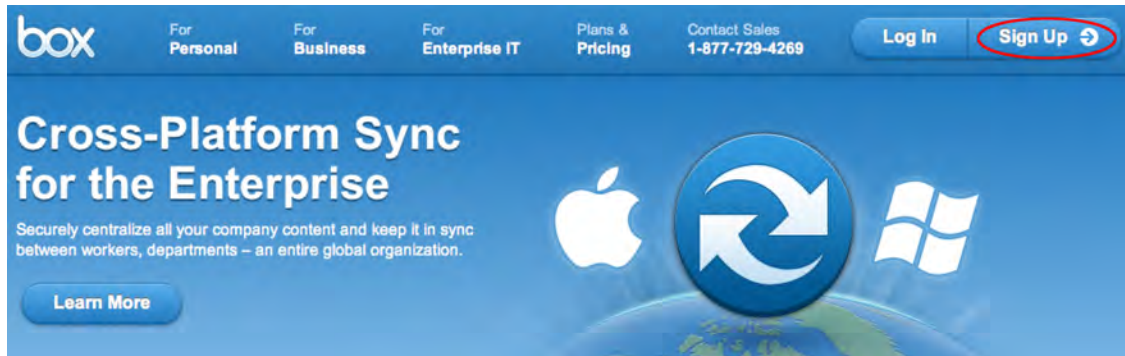 box
For
Personal
For
Business
For
Enterprise IT
Plans &
Pricing
Contact Sales
1-877-729-4269
Log In
Sign Up
Cross-Platform Sync
for the Enterprise
Securely centralize all your company content and keep it in sync
between workers, departments – an entire global organization.
Learn More